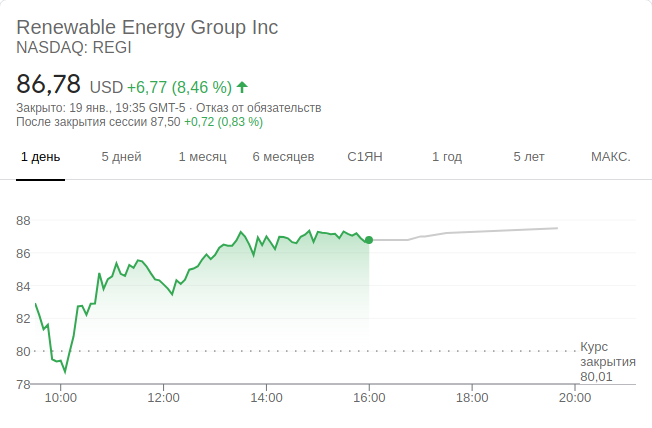 Renewable Energy Group Inc
NASDAQ: REGI
86,78 USD +6,77 (8,46 %)
Закрыто: 19 янв., 19:35 GMT-5 · Отказ от обязательств
После закрытия сессии 87,50 +0,72 (0,83 %)
1 день 5 дней 1 месяц 6 месяцев С1ЯН 1 год 5 лет МАКС.
88
86
84
82
80
Курс
закрытия
80,01
78
10:00 12:00 14:00 16:00 18:00 20:00